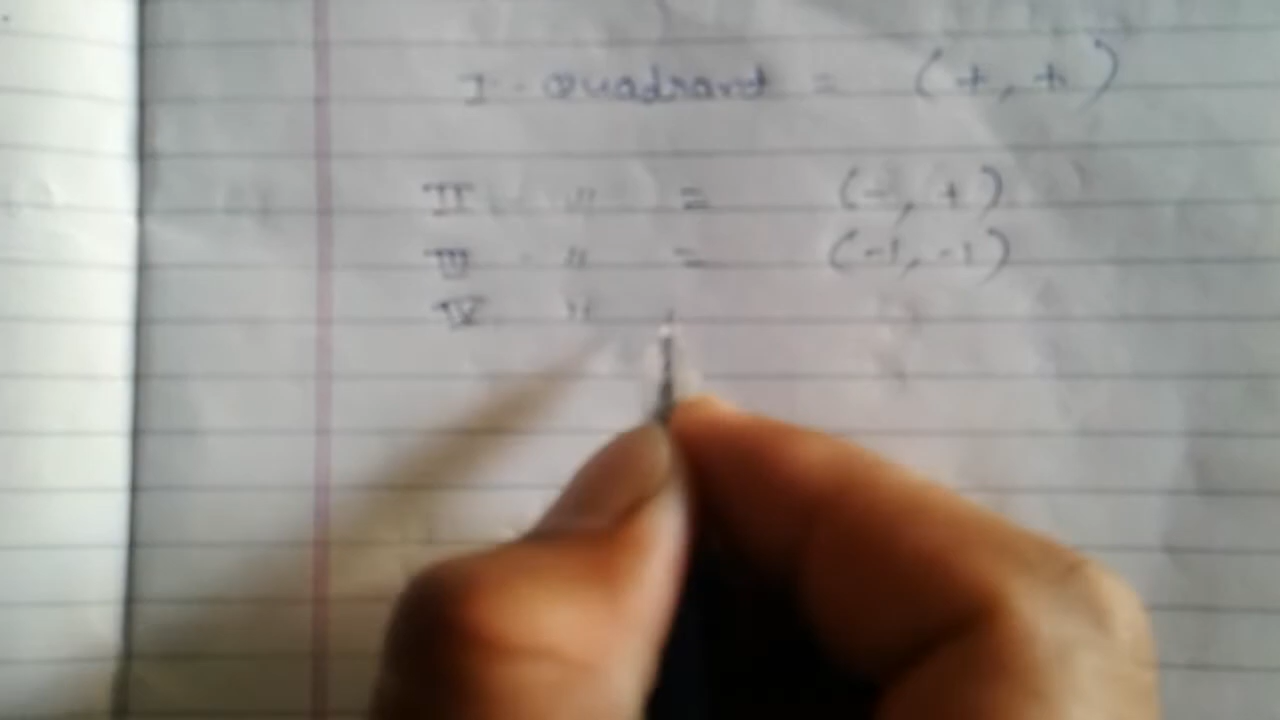 I. quadrant = (+, +)
II " = (-, +)
III " = (-1, -1)
IV "